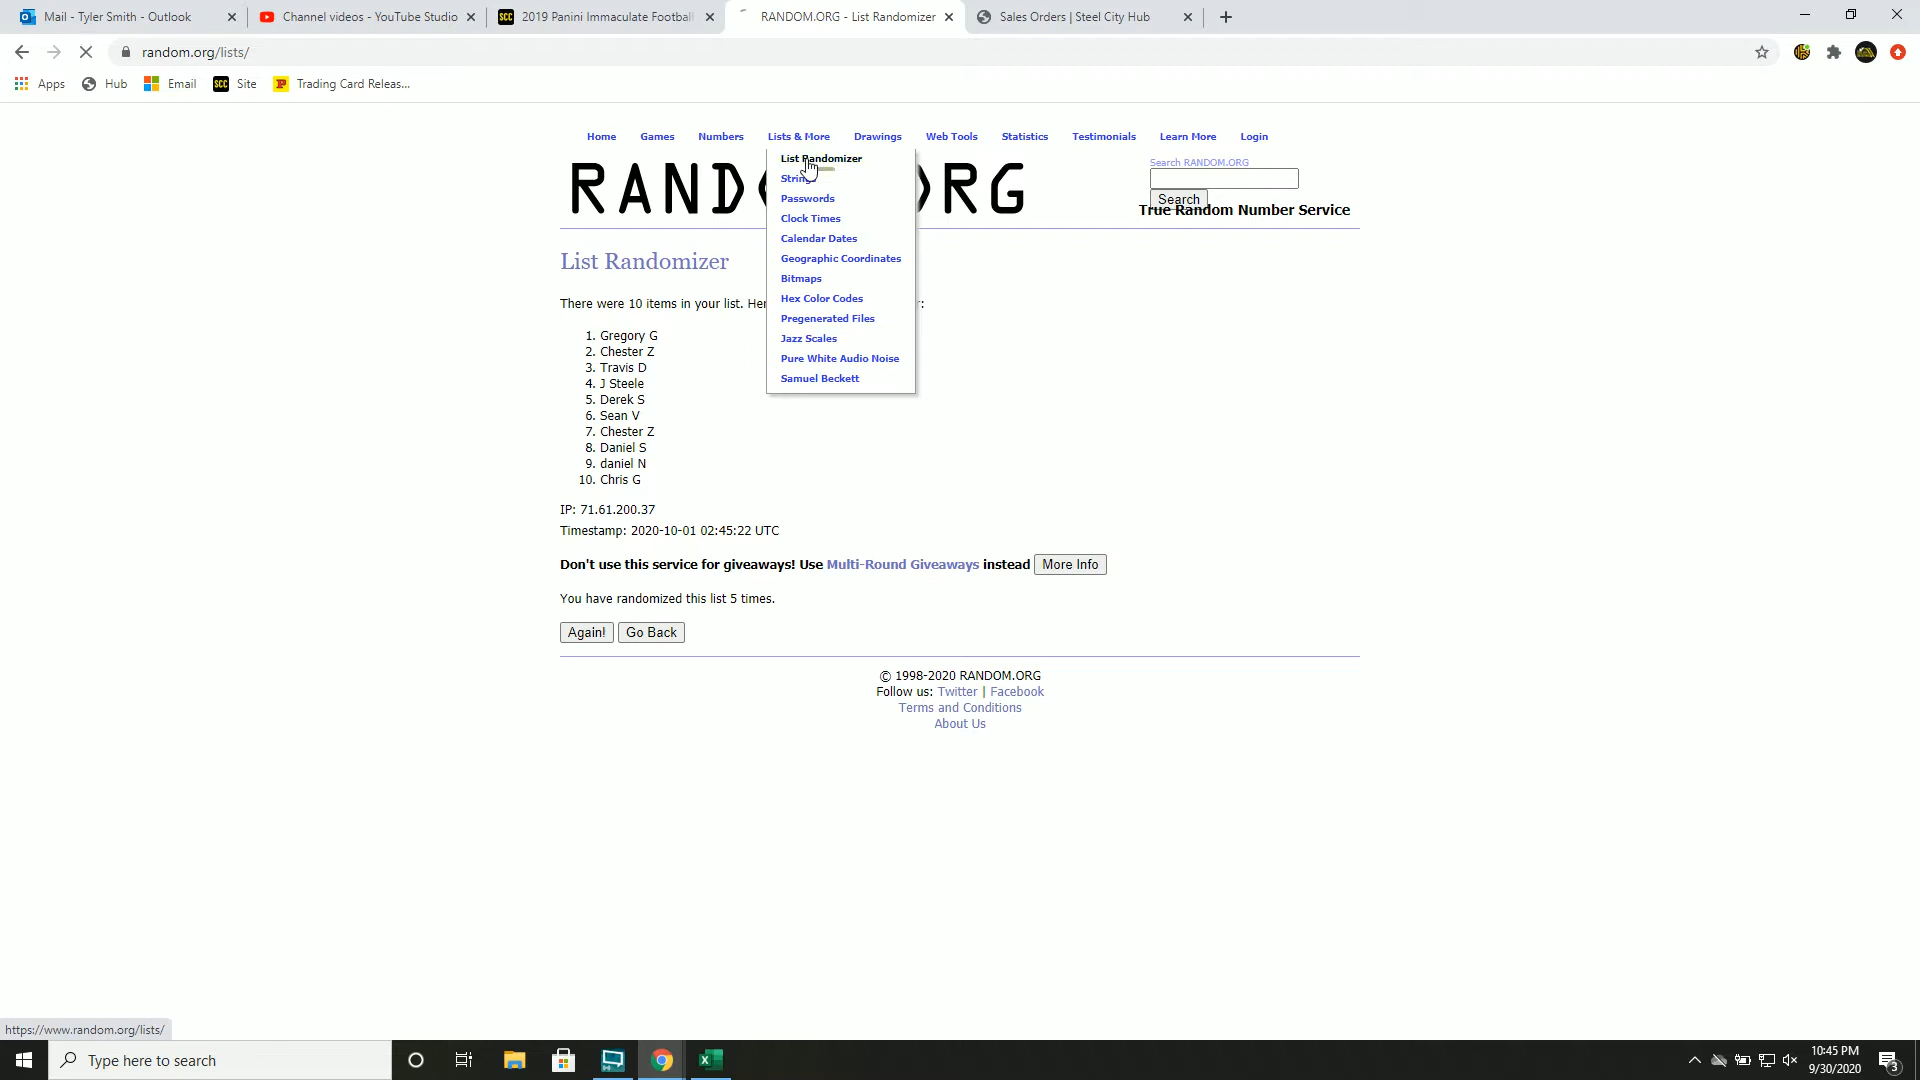 Mail - Tyler Smith - Outlook
Channel videos - YouTube Studio
SCC 2019 Panini Immaculate Football
RANDOM.ORG - List Randomizer
Sales Orders | Steel City Hub
random.org/lists/
Apps
Hub
Email
SCC Site
Trading Card Releas...
Home Games Numbers Lists & More Drawings Web Tools Statistics Testimonials Learn More Login
List Randomizer
Strings
Passwords
Clock Times
Calendar Dates
Geographic Coordinates
Bitmaps
Hex Color Codes
Pregenerated Files
Jazz Scales
Pure White Audio Noise
Samuel Beckett
RAND RG
Search RANDOM.ORG
Search
True Random Number Service
List Randomizer
There were 10 items in your list. Her r:
1. Gregory G
2. Chester Z
3. Travis D
4. J Steele
5. Derek S
6. Sean V
7. Chester Z
8. Daniel S
9. daniel N
10. Chris G
IP: 71.61.200.37
Timestamp: 2020-10-01 02:45:22 UTC
Don't use this service for giveaways! Use Multi-Round Giveaways instead More Info
You have randomized this list 5 times.
Again! Go Back
© 1998-2020 RANDOM.ORG
Follow us: Twitter | Facebook
Terms and Conditions
About Us
https://www.random.org/lists/
Type here to search
10:45 PM
9/30/2020
3